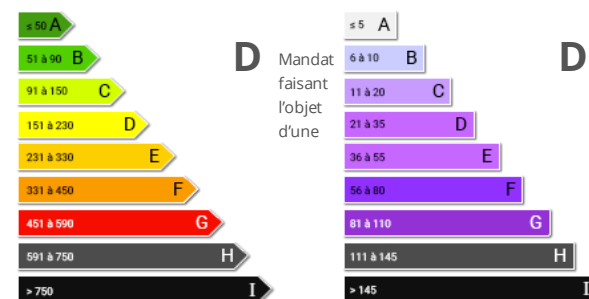 ≤ 50 A
51 à 90 B
91 à 150 C
151 à 230 D
231 à 330 E
331 à 450 F
451 à 590 G
591 à 750 H
> 750 I
D
Mandat
faisant
l'objet
d'une
≤ 5 A
6 à 10 B
11 à 20 C
21 à 35 D
36 à 55 E
56 à 80 F
81 à 110 G
111 à 145 H
> 145 I
D